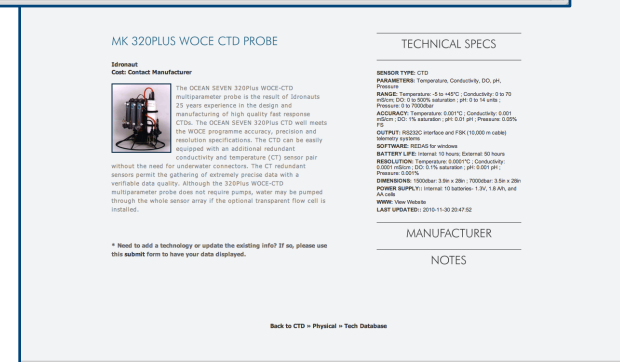 MK 320PLUS WOCE CTD PROBE
Idronaut
Cost: Contact Manufacturer
The OCEAN SEVEN 320Plus WOCE-CTD
multiparameter probe is the result of Idronauts
25 years experience in the design and
manufacturing of high quality fast response
CTDs. The OCEAN SEVEN 320Plus CTD well meets
the WOCE programme accuracy, precision and
resolution specifications. The CTD can be easily
equipped with an additional redundant
conductivity and temperature (CT) sensor pair
without the need for underwater connectors. The CT redundant
sensors permit the gathering of extremely precise data with a
verifiable data quality. Although the 320Plus WOCE-CTD
multiparemeter probe does not require pumps, water may be pumped
through the whole sensor array if the optional transparent flow cell is
installed.
* Need to add a technology or update the existing info? If so, please use
this submit form to have your data displayed.
TECHNICAL SPECS
SENSOR TYPE: CTD
PARAMETERS: Temperature, Conductivity, DO, pH,
Pressure
RANGE: Temperature: -5 to +45°C ; Conductivity: 0 to 70
mS/cm; DO: 0 to 500% saturation ; pH: 0 to 14 units ;
Pressure: 0 to 7000dbar
ACCURACY: Temperature: 0.001°C ; Conductivity: 0.001
mS/cm ; DO: 1% saturation ; pH: 0.01 pH ; Pressure: 0.05%
FS
OUTPUT: RS232C interface and FSK (10,000 m cable)
telemetry systems
SOFTWARE: REDAS for windows
BATTERY LIFE: Internal: 10 hours; External: 50 hours
RESOLUTION: Temperature: 0.0001°C ; Conductivity:
0.0001 mS/cm ; DO: 0.1% saturation ; pH: 0.001 pH ;
Pressure: 0.001%
DIMENSIONS: 1500dbar: 3.9in x 28in ; 7000dbar: 3.5in x 28in
POWER SUPPLY:: Internal: 10 batteries- 1.3V, 1.8 A/h, and
AA cells
WWW: View Website
LAST UPDATED:: 2010-11-30 20:47:52
MANUFACTURER
NOTES
Back to CTD » Physical » Tech Database